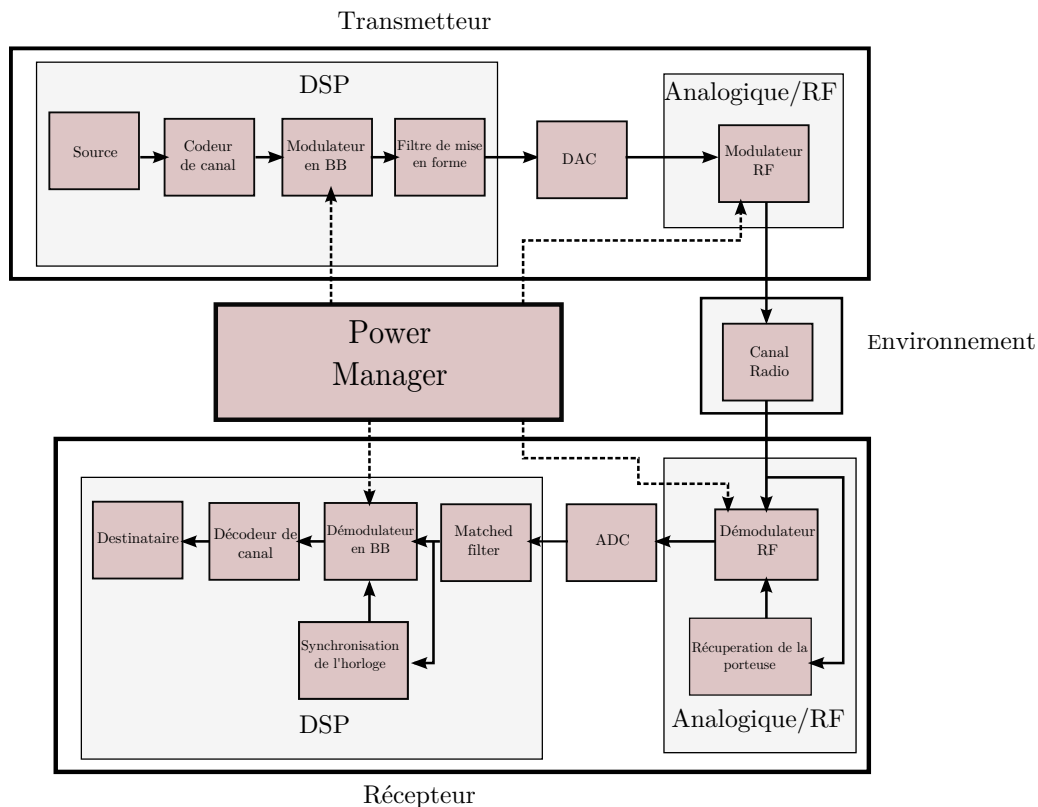 Transmetteur
DSP
Analogique/RF
Source
Codeur
de canal
Modulateur
en BB
Filtre de mise
en forme
DAC
Modulateur
RF
Power
Manager
Canal
Radio
Environnement
Destinataire
Décodeur de
canal
Démodulateur
en BB
Matched
filter
ADC
Démodulateur
RF
Synchronisation
de l'horloge
Récuperation de la
porteuse
DSP
Analogique/RF
Récepteur